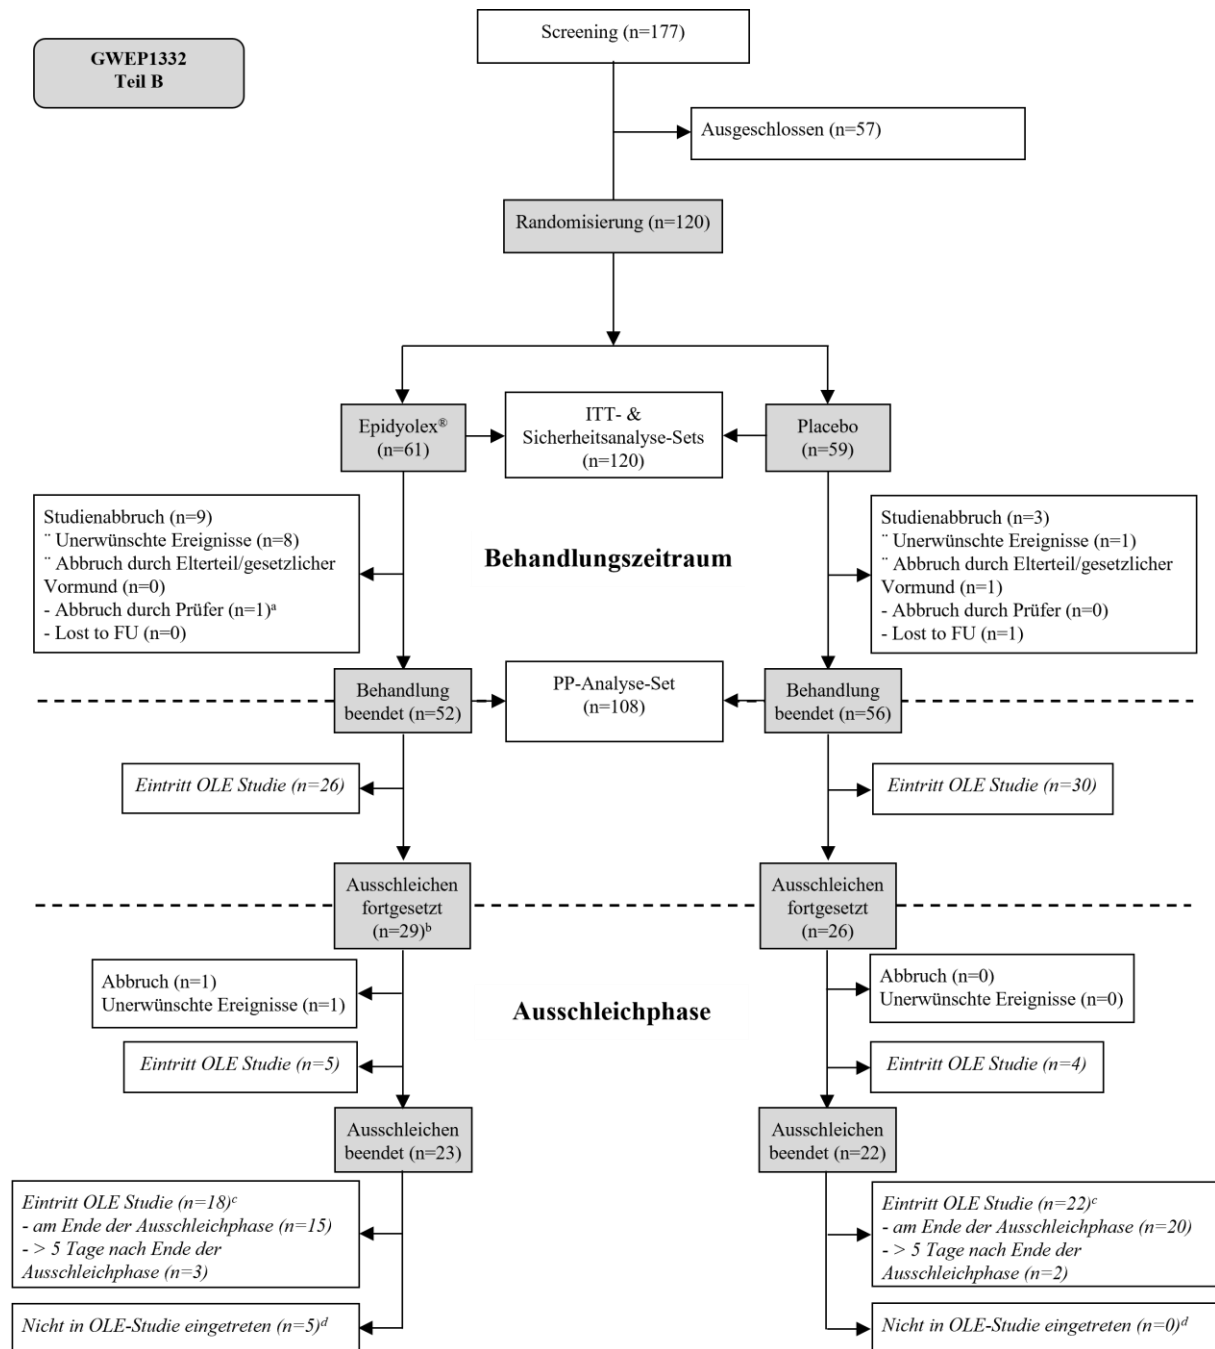 GWEP1332
Teil B
Screening (n=177)
Ausgeschlossen (n=57)
Randomisierung (n=120)
Epidyolex®
(n=61)
ITT- &
Sicherheitsanalyse-Sets
(n=120)
Placebo
(n=59)
Studienabbruch (n=9)
¨ Unerwünschte Ereignisse (n=8)
¨ Abbruch durch Elterteil/gesetzlicher
Vormund (n=0)
- Abbruch durch Prüfer (n=1)ᵃ
- Lost to FU (n=0)
Behandlungszeitraum
Studienabbruch (n=3)
¨ Unerwünschte Ereignisse (n=1)
¨ Abbruch durch Elterteil/gesetzlicher
Vormund (n=1)
- Abbruch durch Prüfer (n=0)
- Lost to FU (n=1)
Behandlung
beendet (n=52)
PP-Analyse-Set
(n=108)
Behandlung
beendet (n=56)
Eintritt OLE Studie (n=26)
Eintritt OLE Studie (n=30)
Ausschleichen
fortgesetzt
(n=29)ᵇ
Ausschleichen
fortgesetzt
(n=26)
Abbruch (n=1)
Unerwünschte Ereignisse (n=1)
Ausschleichphase
Abbruch (n=0)
Unerwünschte Ereignisse (n=0)
Eintritt OLE Studie (n=5)
Eintritt OLE Studie (n=4)
Ausschleichen
beendet (n=23)
Ausschleichen
beendet (n=22)
Eintritt OLE Studie (n=18)ᶜ
- am Ende der Ausschleichphase (n=15)
- > 5 Tage nach Ende der
Ausschleichphase (n=3)
Eintritt OLE Studie (n=22)ᶜ
- am Ende der Ausschleichphase (n=20)
- > 5 Tage nach Ende der
Ausschleichphase (n=2)
Nicht in OLE-Studie eingetreten (n=5)ᵈ
Nicht in OLE-Studie eingetreten (n=0)ᵈ